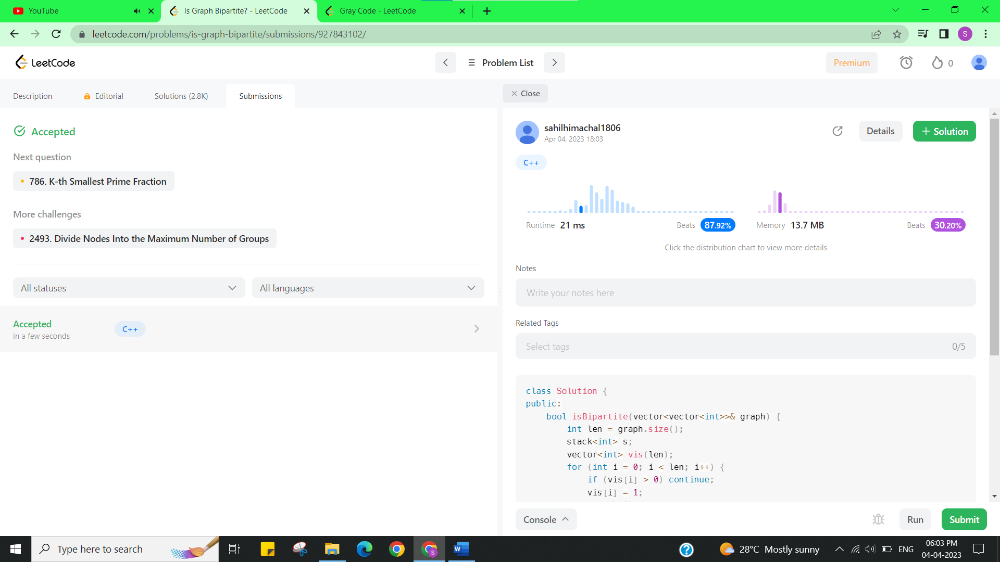 YouTube
Is Graph Bipartite? - LeetCode
Gray Code - LeetCode
leetcode.com/problems/is-graph-bipartite/submissions/927843102/
S
LeetCode
Problem List
Premium
0
Description
Editorial
Solutions (2.8K)
Submissions
Close
Accepted
Next question
786. K-th Smallest Prime Fraction
More challenges
2493. Divide Nodes Into the Maximum Number of Groups
All statuses
All languages
Accepted
in a few seconds
C++
sahilhimachal1806
Apr 04, 2023 18:03
Details
+ Solution
C++
Runtime 21 ms
Beats 87.92%
Memory 13.7 MB
Beats 30.20%
Click the distribution chart to view more details
Notes
Write your notes here
Related Tags
Select tags
0/5
class Solution {
public:
    bool isBipartite(vector<vector<int>>& graph) {
        int len = graph.size();
        stack<int> s;
        vector<int> vis(len);
        for (int i = 0; i < len; i++) {
            if (vis[i] > 0) continue;
            vis[i] = 1;
Console
Run
Submit
Type here to search
28°C Mostly sunny
ENG
06:03 PM
04-04-2023